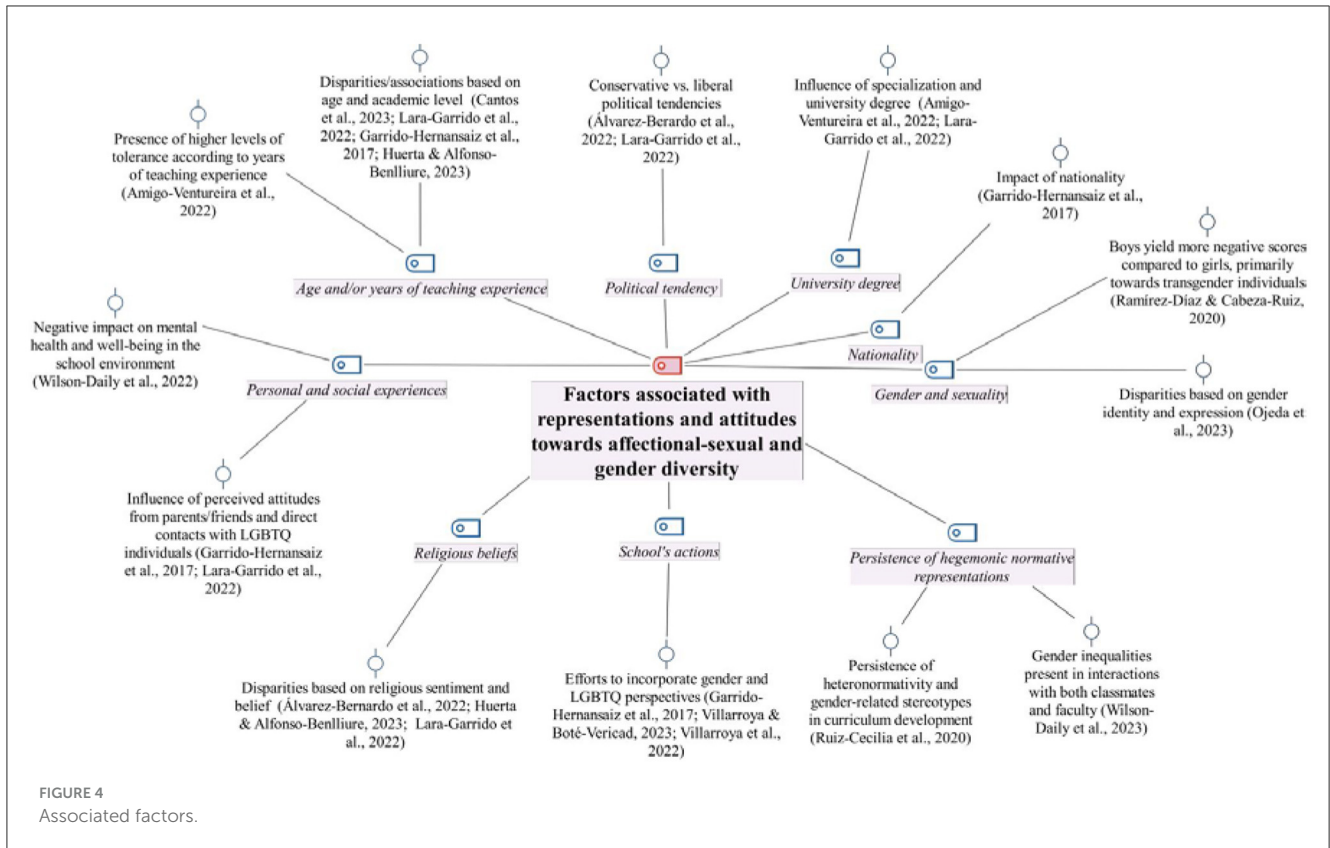 Disparities/associations based on
age and academic level (Cantos
et al., 2023; Lara-Garrido et al.,
2022; Garrido-Hernansaiz et al.,
2017; Huerta & Alfonso-
Benlliure, 2023)
Conservative vs. liberal
political tendencies
(Álvarez-Berardo et al.,
2022; Lara-Garrido et al.,
2022)
Influence of specialization and
university degree (Amigo-
Ventureira et al., 2022; Lara-
Garrido et al., 2022)
Presence of higher levels of
tolerance according to years
of teaching experience
(Amigo-Ventureira et al.,
2022)
Impact of nationality
(Garrido-Hernansaiz et al.,
2017)
Boys yield more negative scores
compared to girls, primarily
towards transgender individuals
(Ramírez-Díaz & Cabeza-Ruiz,
2020)
Age and/or years of teaching experience
Political tendency
University degree
Negative impact on mental
health and well-being in the
school environment
(Wilson-Daily et al., 2022)
Personal and social experiences
Nationality
Gender and sexuality
Disparities based on gender
identity and expression (Ojeda et
al., 2023)
Factors associated with
representations and attitudes
towards affectional-sexual and
gender diversity
Influence of perceived attitudes
from parents/friends and direct
contacts with LGBTQ
individuals (Garrido-Hernansaiz
et al., 2017; Lara-Garrido et al.,
2022)
Religious beliefs
School's actions
Persistence of hegemonic normative
representations
Disparities based on religious sentiment and
belief (Álvarez-Bernardo et al., 2022; Huerta
& Alfonso-Benlliure, 2023; Lara-Garrido et
al., 2022)
Efforts to incorporate gender and
LGBTQ perspectives (Garrido-
Hernansaiz et al., 2017; Villarroya &
Boté-Vericad, 2023; Villarroya et al.,
2022)
Persistence of
heteronormativity and
gender-related stereotypes
in curriculum development
(Ruiz-Cecilia et al., 2020)
Gender inequalities
present in interactions
with both classmates
and faculty (Wilson-
Daily et al., 2023)
FIGURE 4
Associated factors.